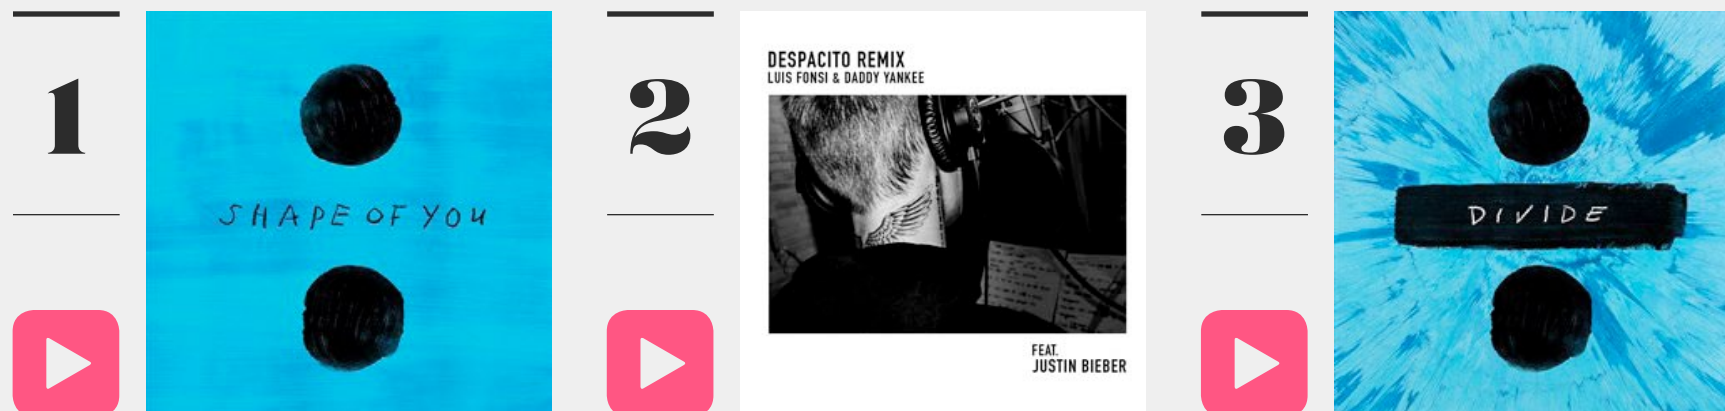 1
SHAPE OF YOU
2
DESPACITO REMIX
LUIS FONSI & DADDY YANKEE
FEAT.
JUSTIN BIEBER
3
DIVIDE